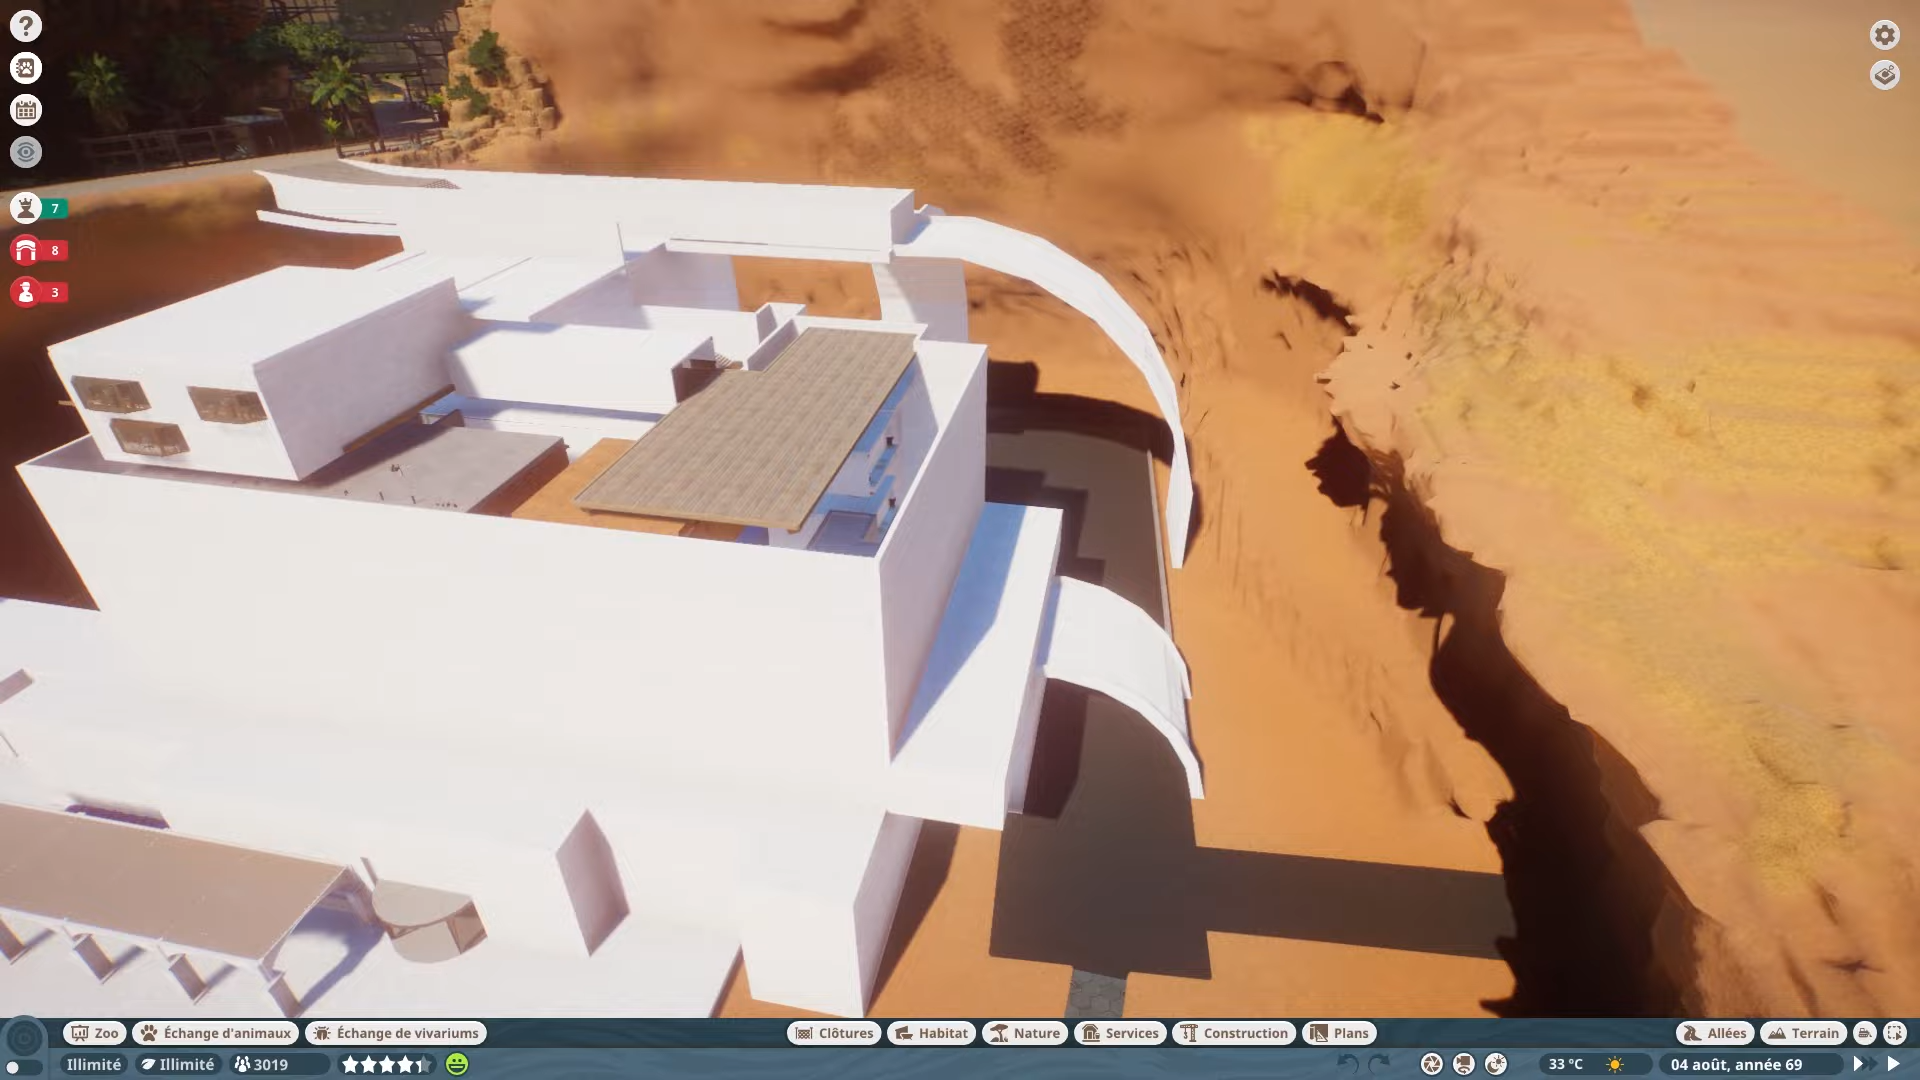 ?
7
8
3
Zoo
Échange d'animaux
Échange de vivariums
Clôtures
Habitat
Nature
Services
Construction
Plans
Allées
Terrain
Illimité
Illimité
3019
33 °C
04 août, année 69